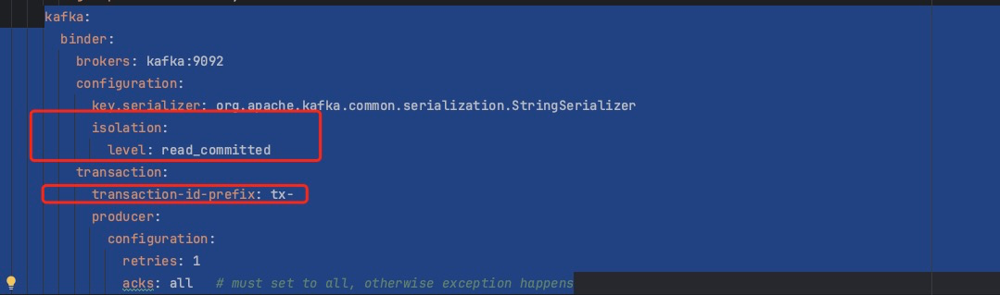 kafka:
binder:
brokers: kafka:9092
configuration:
key.serializer: org.apache.kafka.common.serialization.StringSerializer
isolation:
level: read_committed
transaction:
transaction-id-prefix: tx-
producer:
configuration:
retries: 1
acks: all # must set to all, otherwise exception happens